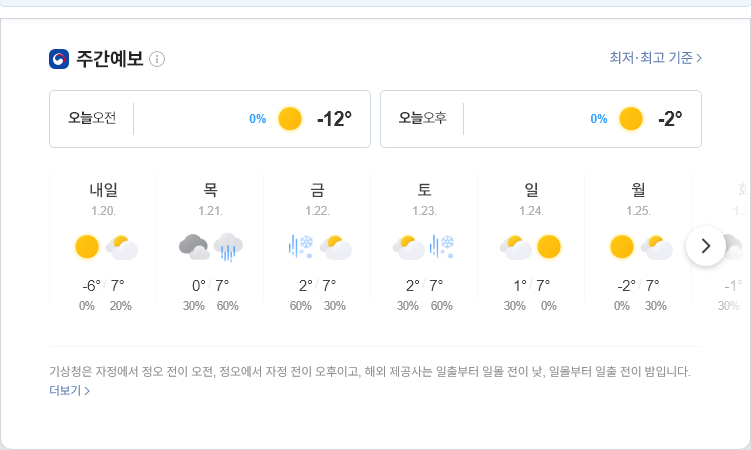 주간예보
최저·최고 기준
오늘오전 0% -12°
오늘오후 0% -2°
내일 목 금 토 일 월
1.20. 1.21. 1.22. 1.23. 1.24. 1.25.
-6° / 7° 0° / 7° 2° / 7° 2° / 7° 1° / 7° -2° / 7° -1°
0% 20% 30% 60% 60% 30% 30% 60% 30% 0% 0% 30% 30%
기상청은 자정에서 정오 전이 오전, 정오에서 자정 전이 오후이고, 해외 제공사는 일출부터 일몰 전이 낮, 일몰부터 일출 전이 밤입니다.
더보기